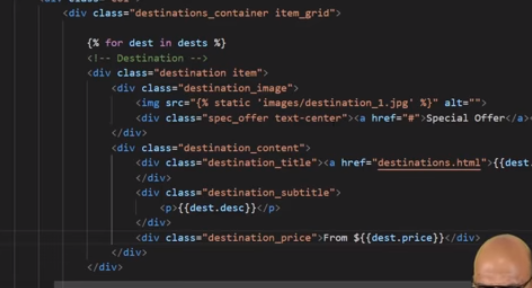 <div class="destinations_container item_grid">
{% for dest in dests %}
<!-- Destination -->
<div class="destination item">
<div class="destination_image">
<img src="{% static 'images/destination_1.jpg' %}" alt="">
<div class="spec_offer text-center"><a href="#">Special Offer</a>
</div>
<div class="destination_content">
<div class="destination_title"><a href="destinations.html">{{dest.
</div>
<div class="destination_subtitle">
<p>{{dest.desc}}</p>
</div>
<div class="destination_price">From ${{dest.price}}</div>
</div>
</div>